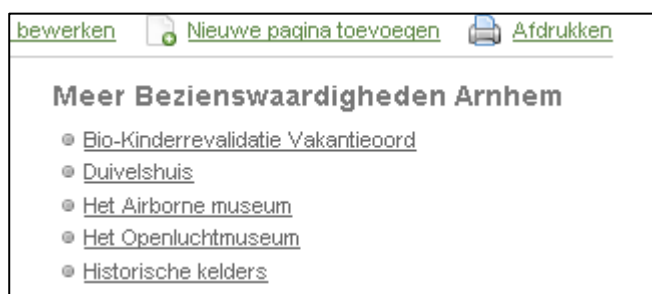 bewerken Nieuwe pagina toevoegen Afdrukken
Meer Bezienswaardigheden Arnhem
Bio-Kinderrevalidatie Vakantieoord
Duivelshuis
Het Airborne museum
Het Openluchtmuseum
Historische kelders